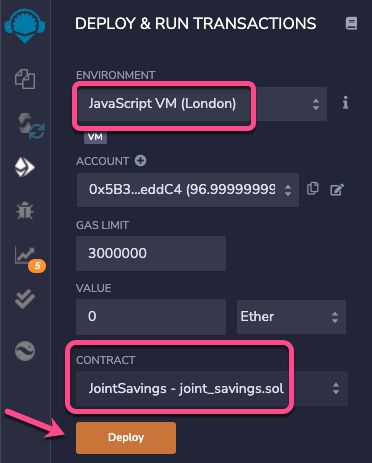 DEPLOY & RUN TRANSACTIONS
ENVIRONMENT
JavaScript VM (London)
VM
ACCOUNT
0x5B3...eddC4 (96.99999999
GAS LIMIT
3000000
VALUE
0 Ether
CONTRACT
JointSavings - joint_savings.sol
5
Deploy